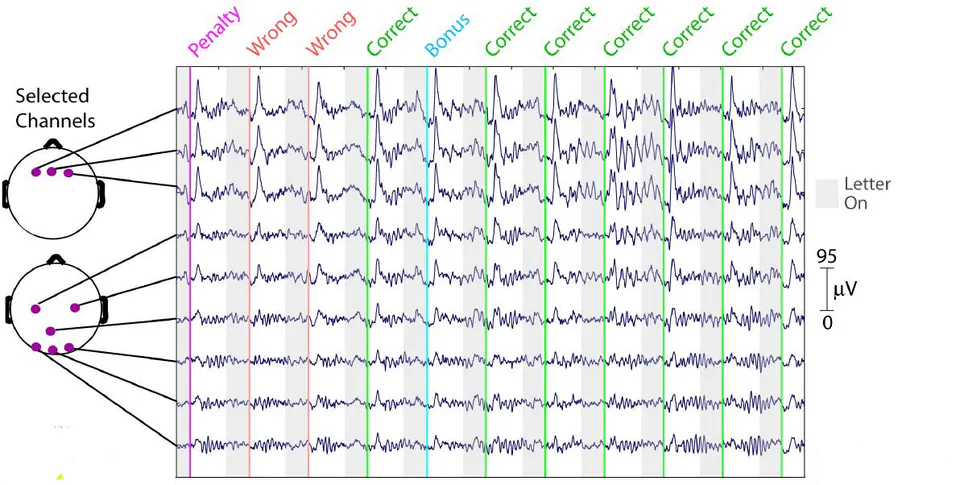 Penalty
Wrong
Wrong
Correct
Bonus
Correct
Correct
Correct
Correct
Correct
Correct
Selected
Channels
Letter
On
95
μV
0